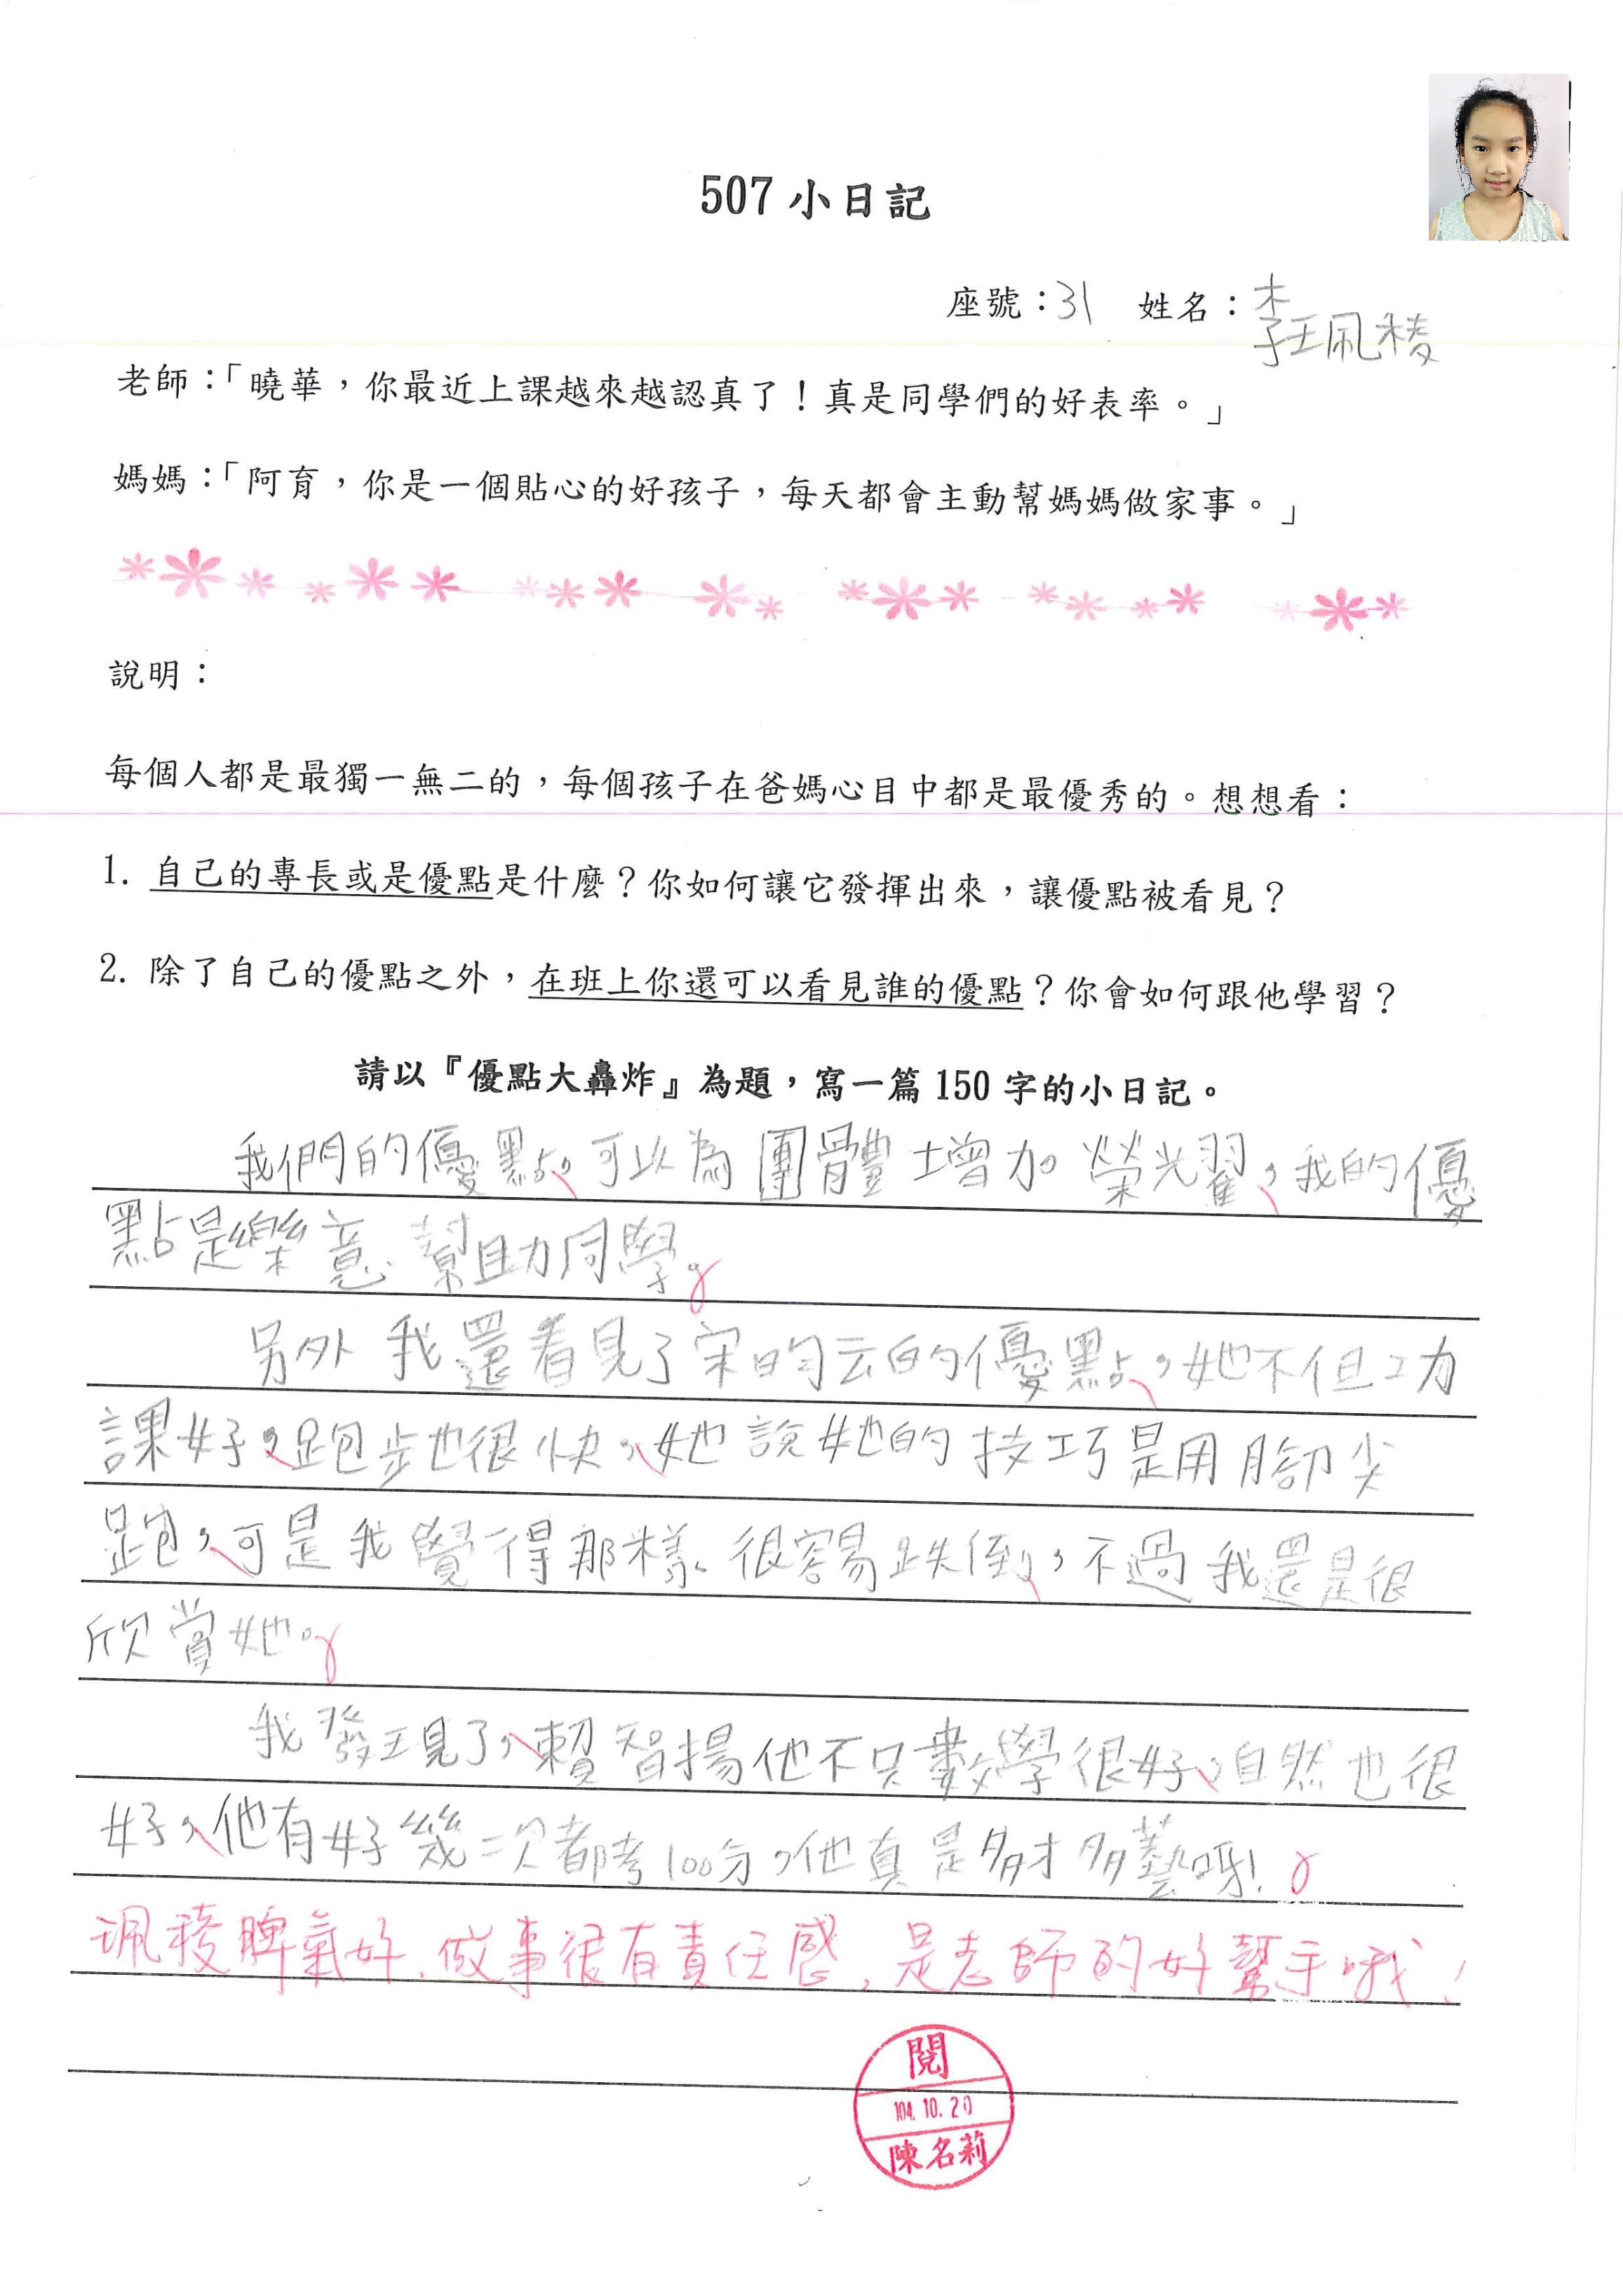 507 小日記
座號：31 姓名：李珮稜
老師：「曉華，你最近上課越來越認真了！真是同學們的好表率。」
媽媽：「阿育，你是一個貼心的好孩子，每天都會主動幫媽媽做家事。」
說明：
每個人都是最獨一無二的，每個孩子在爸媽心目中都是最優秀的。想想看：
1. 自己的專長或是優點是什麼？你如何讓它發揮出來，讓優點被看見？
2. 除了自己的優點之外，在班上你還可以看見誰的優點？你會如何跟他學習？
請以『優點大轟炸』為題，寫一篇 150 字的小日記。
我們的優點，可以為團體增加榮光耀，我的優
點是樂意幫助同學。
另外我還看見了宋昀云的優點，她不但功
課好，跑步也很快，她說她的技巧是用腳尖
跑，可是我覺得那樣很容易跌倒，不過我還是很
欣賞她。
我發現了，賴智揚他不只數學很好，自然也很
好，他有好幾次都考100分，他真是多才多藝呀！
珮稜脾氣好、做事很有責任感，是老師的好幫手哦！
閱
104.10.20
陳名莉